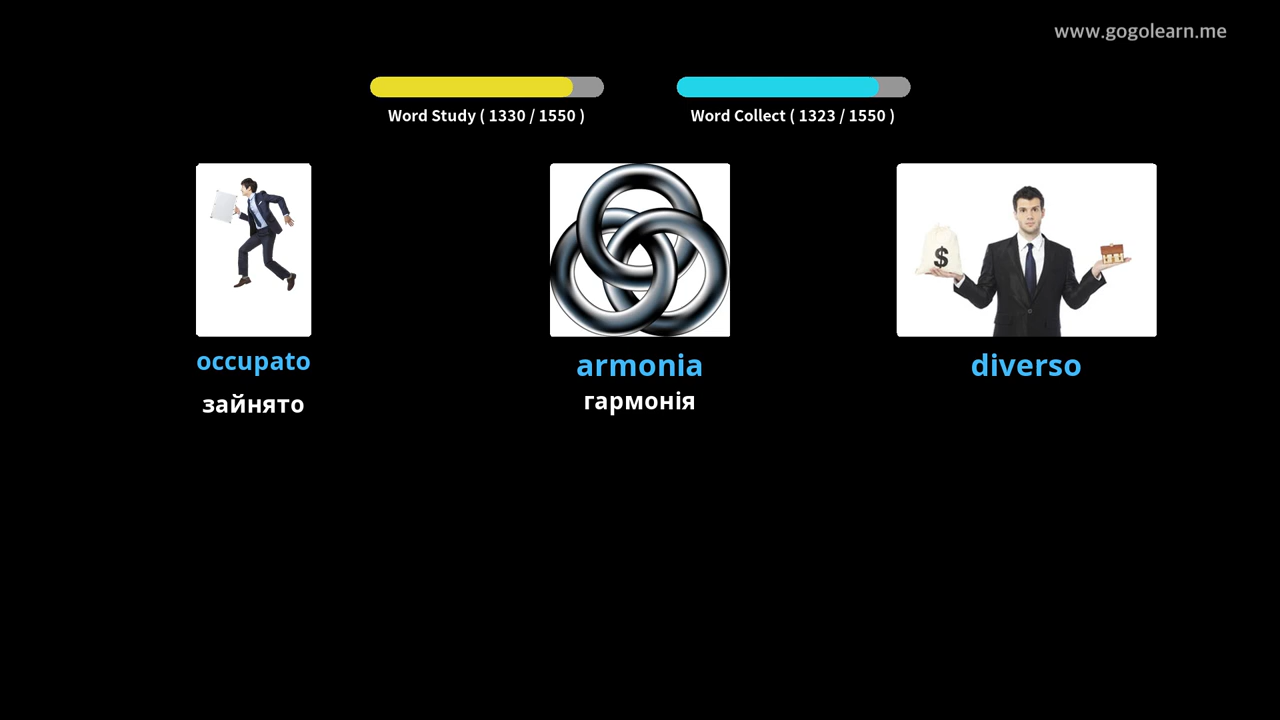 www.gogolearn.me
Word Study ( 1330 / 1550 )
Word Collect ( 1323 / 1550 )
$
occupato
armonia
diverso
зайнято
гармонія